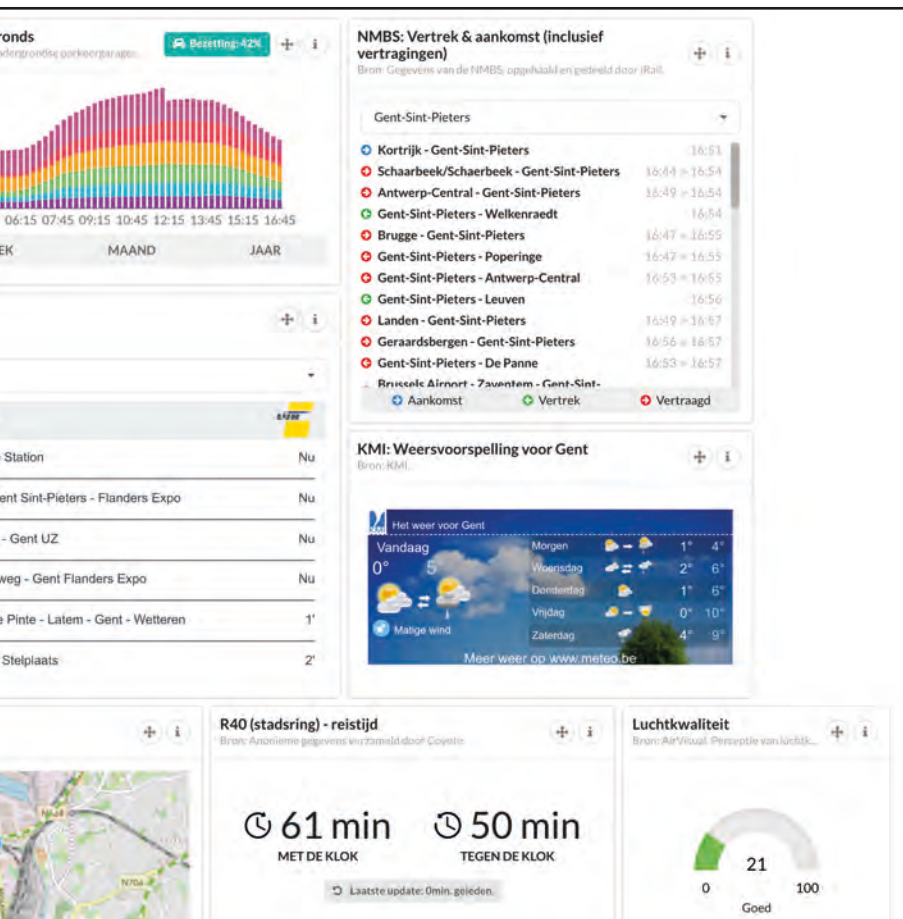 ronds
ndergrondse parkeergarages.
Bezetting: 42%
i
06:15 07:45 09:15 10:45 12:15 13:45 15:15 16:45
EK MAAND JAAR
NMBS: Vertrek & aankomst (inclusief
vertragingen)
i
Bron: Gegevens van de NMBS, opgehaald en gedeeld door iRail.
Gent-Sint-Pieters
Kortrijk - Gent-Sint-Pieters 16:51
Schaarbeek/Schaerbeek - Gent-Sint-Pieters 16:44 » 16:54
Antwerp-Central - Gent-Sint-Pieters 16:49 » 16:54
Gent-Sint-Pieters - Welkenraedt 16:54
Brugge - Gent-Sint-Pieters 16:47 » 16:55
Gent-Sint-Pieters - Poperinge 16:47 » 16:55
Gent-Sint-Pieters - Antwerp-Central 16:53 » 16:55
Gent-Sint-Pieters - Leuven 16:56
Landen - Gent-Sint-Pieters 16:49 » 16:57
Geraardsbergen - Gent-Sint-Pieters 16:56 » 16:57
Gent-Sint-Pieters - De Panne 16:53 » 16:57
Brussels Airport - Zaventem - Gent-Sint-
Aankomst Vertrek Vertraagd
i
Station Nu
ent Sint-Pieters - Flanders Expo Nu
- Gent UZ Nu
weg - Gent Flanders Expo Nu
e Pinte - Latem - Gent - Wetteren 1'
Stelplaats 2'
KMI: Weersvoorspelling voor Gent
i
Bron: KMI.
KMI
Het weer voor Gent
Vandaag
0° 5
Matige wind
Morgen 1° 4°
Woensdag 2° 6°
Donderdag 1° 6°
Vrijdag 0° 10°
Zaterdag 4° 9°
Meer weer op www.meteo.be
i
N424
N70a
R40 (stadsring) - reistijd
i
Bron: Anonieme gegevens verzameld door Coyote.
61 min 50 min
MET DE KLOK TEGEN DE KLOK
Laatste update: 0min. geleden.
Luchtkwaliteit
i
Bron: AirVisual. Perceptie van luchtk...
21
0 100
Goed